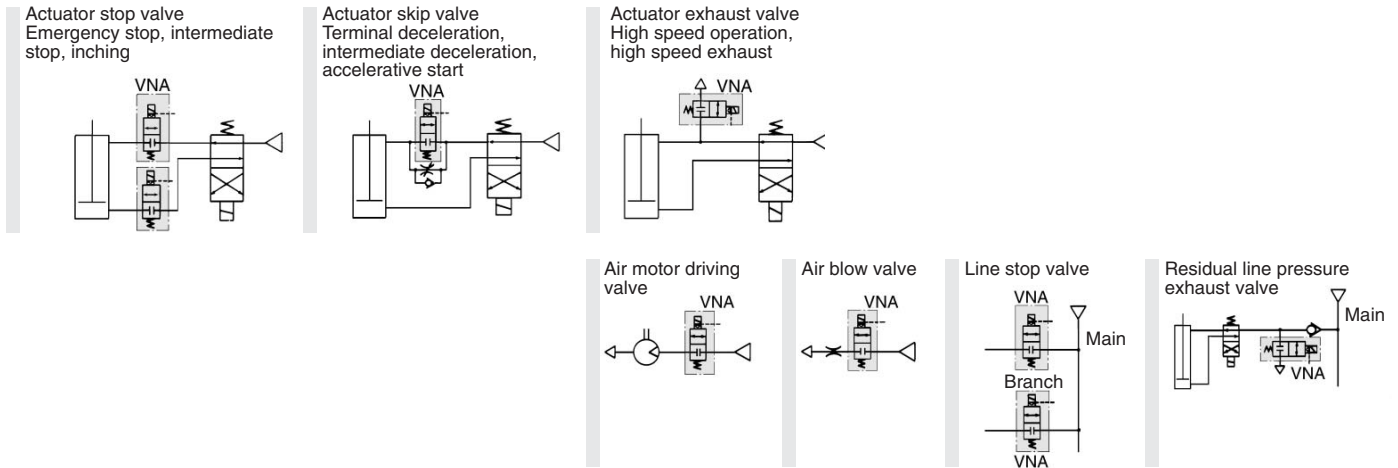 Actuator stop valve
Emergency stop, intermediate
stop, inching
VNA
Actuator skip valve
Terminal deceleration,
intermediate deceleration,
accelerative start
VNA
Actuator exhaust valve
High speed operation,
high speed exhaust
VNA
Air motor driving
valve
VNA
Air blow valve
VNA
Line stop valve
VNA
Main
Branch
VNA
Residual line pressure
exhaust valve
Main
VNA